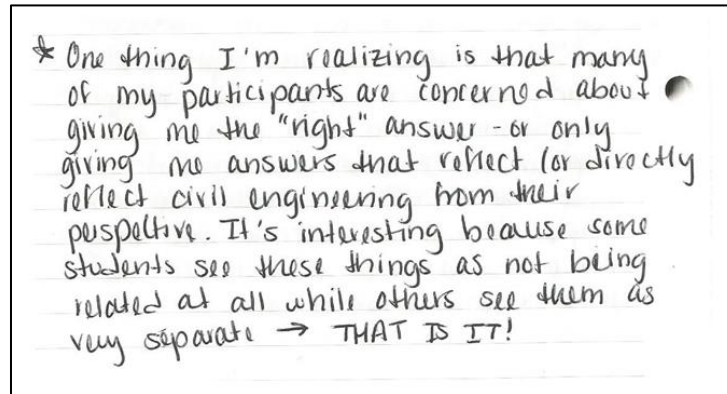 * One thing I'm realizing is that many
of my participants are concerned about
giving me the "right" answer - or only
giving me answers that reflect (or directly
reflect civil engineering from their
perspective. It's interesting because some
students see these things as not being
related at all while others see them as
very separate → THAT IS IT!